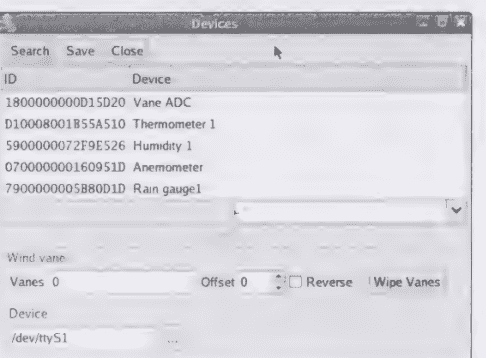 Devices
Search Save Close
ID Device
1800000000D15D20 Vane ADC
D10008001B55A510 Thermometer 1
5900000072F9E526 Humidity 1
070000000160951D Anemometer
7900000005B80D1D Rain gauge1
Wind vane
Vanes 0 Offset 0 Reverse Wipe Vanes
Device
/dev/ttyS1 ...